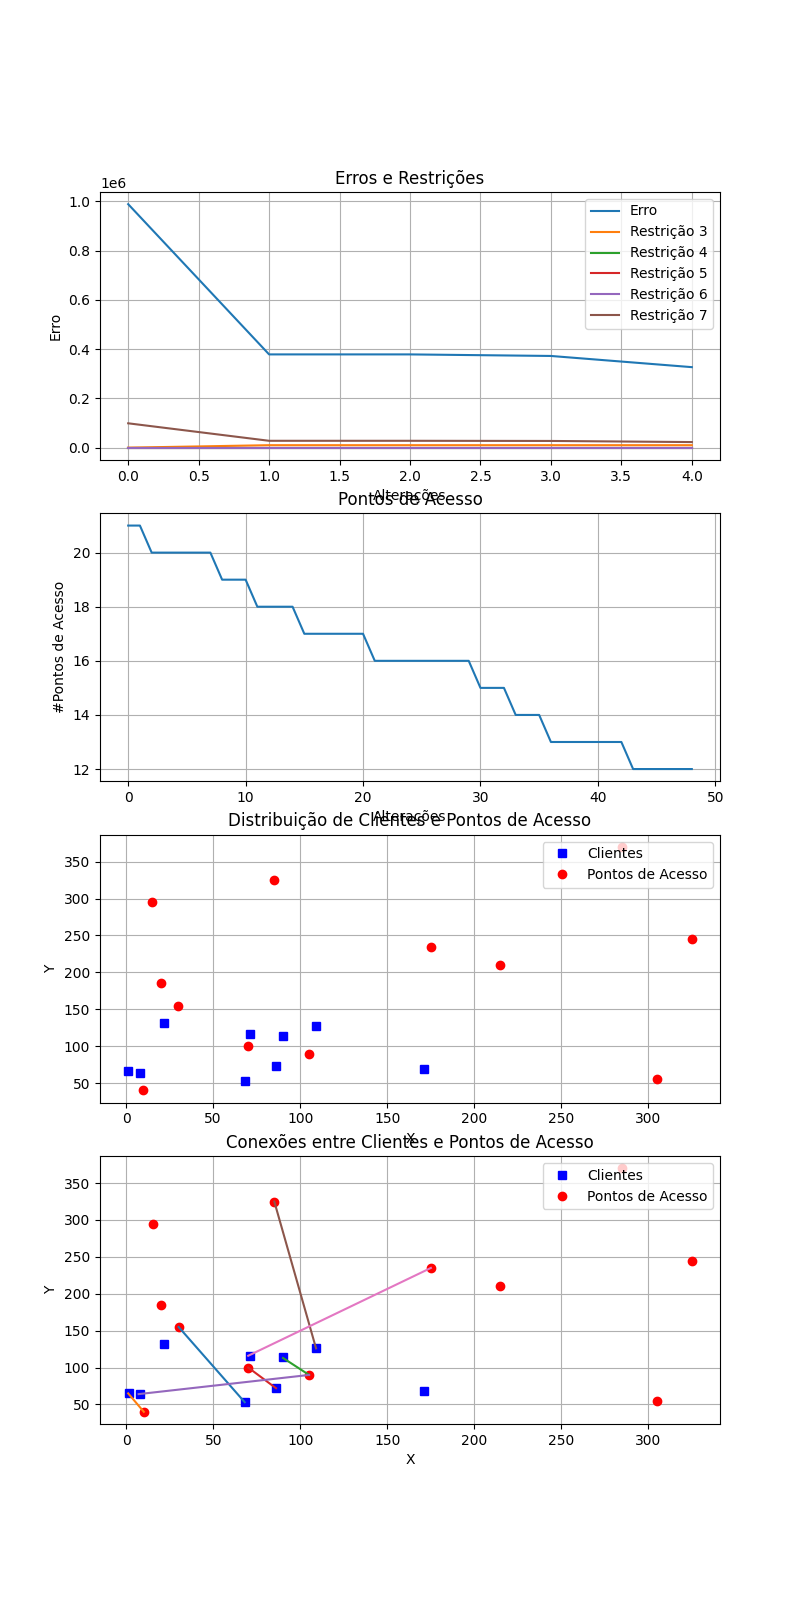 Erros e Restrições
1e6
1.0
0.8
0.6
0.4
0.2
0.0
Erro
Erro
Restrição 3
Restrição 4
Restrição 5
Restrição 6
Restrição 7
0.0 0.5 1.0 1.5 2.0 2.5 3.0 3.5 4.0
Alterações
Pontos de Acesso
20
18
16
14
12
#Pontos de Acesso
0 10 20 30 40 50
Alterações
Distribuição de Clientes e Pontos de Acesso
350
300
250
200
150
100
50
Y
Clientes
Pontos de Acesso
0 50 100 150 200 250 300
X
Conexões entre Clientes e Pontos de Acesso
350
300
250
200
150
100
50
Y
Clientes
Pontos de Acesso
0 50 100 150 200 250 300
X